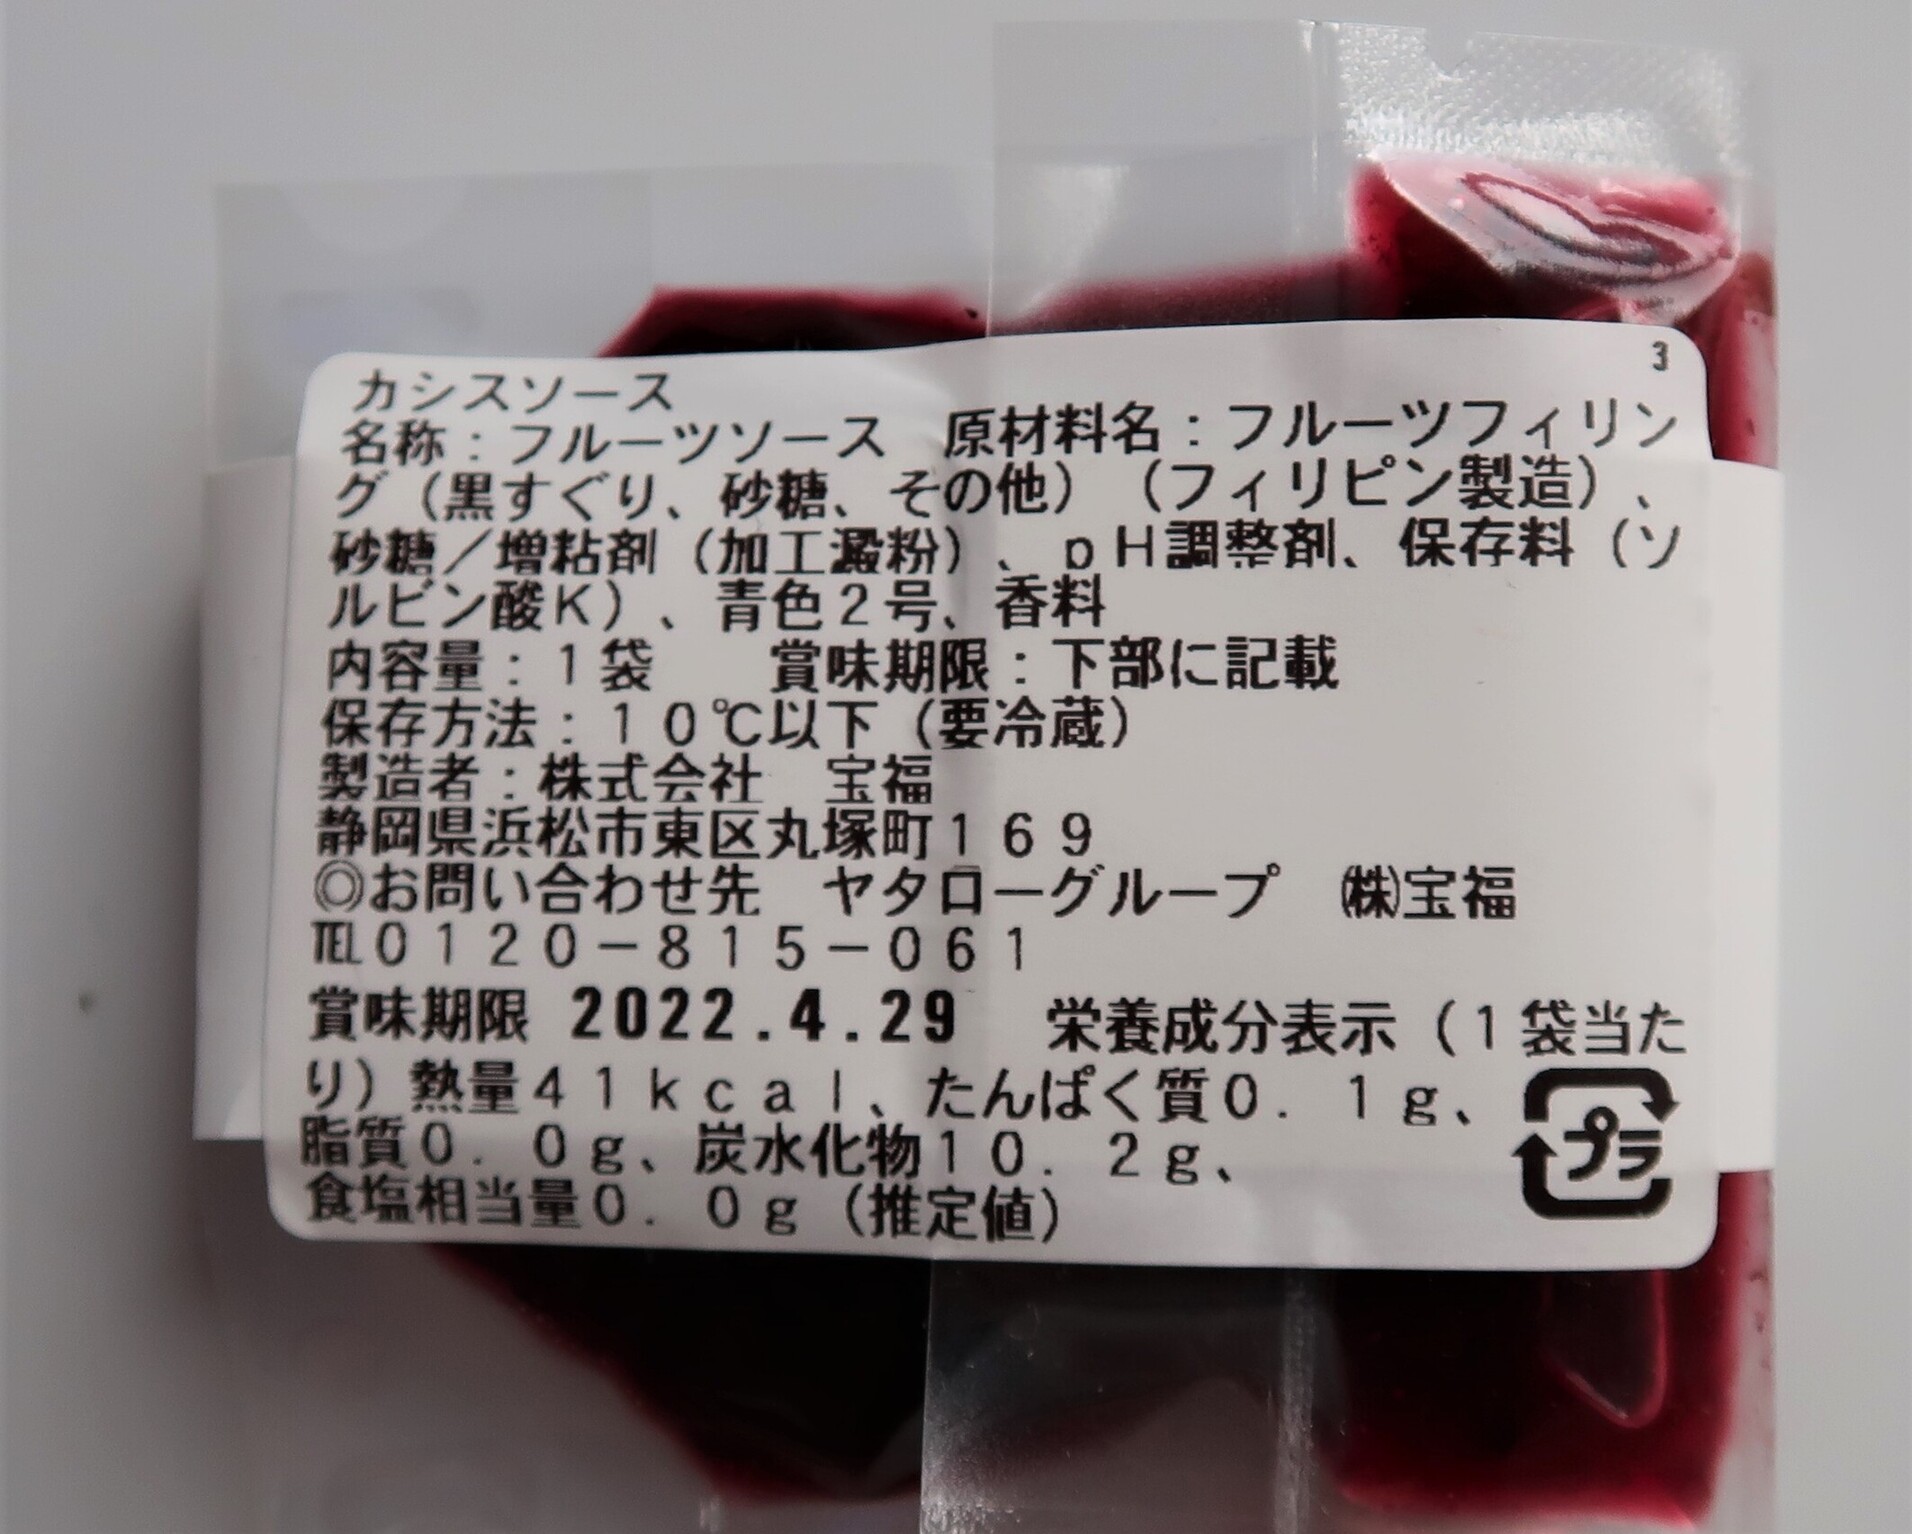 3
カシスソース
名称：フルーツソース　原材料名：フルーツフィリン
グ（黒すぐり、砂糖、その他）（フィリピン製造）、
砂糖／増粘剤（加工澱粉）、ｐＨ調整剤、保存料（ソ
ルビン酸Ｋ）、青色２号、香料
内容量：１袋　　賞味期限：下部に記載
保存方法：１０℃以下（要冷蔵）
製造者：株式会社　宝福
静岡県浜松市東区丸塚町１６９
◎お問い合わせ先　ヤタローグループ　㈱宝福
℡０１２０－８１５－０６１
賞味期限 2022.4.29　栄養成分表示（１袋当た
り）熱量４１ｋｃａｌ、たんぱく質０．１ｇ、
脂質０．０ｇ、炭水化物１０．２ｇ、
食塩相当量０．０ｇ（推定値）
プラ